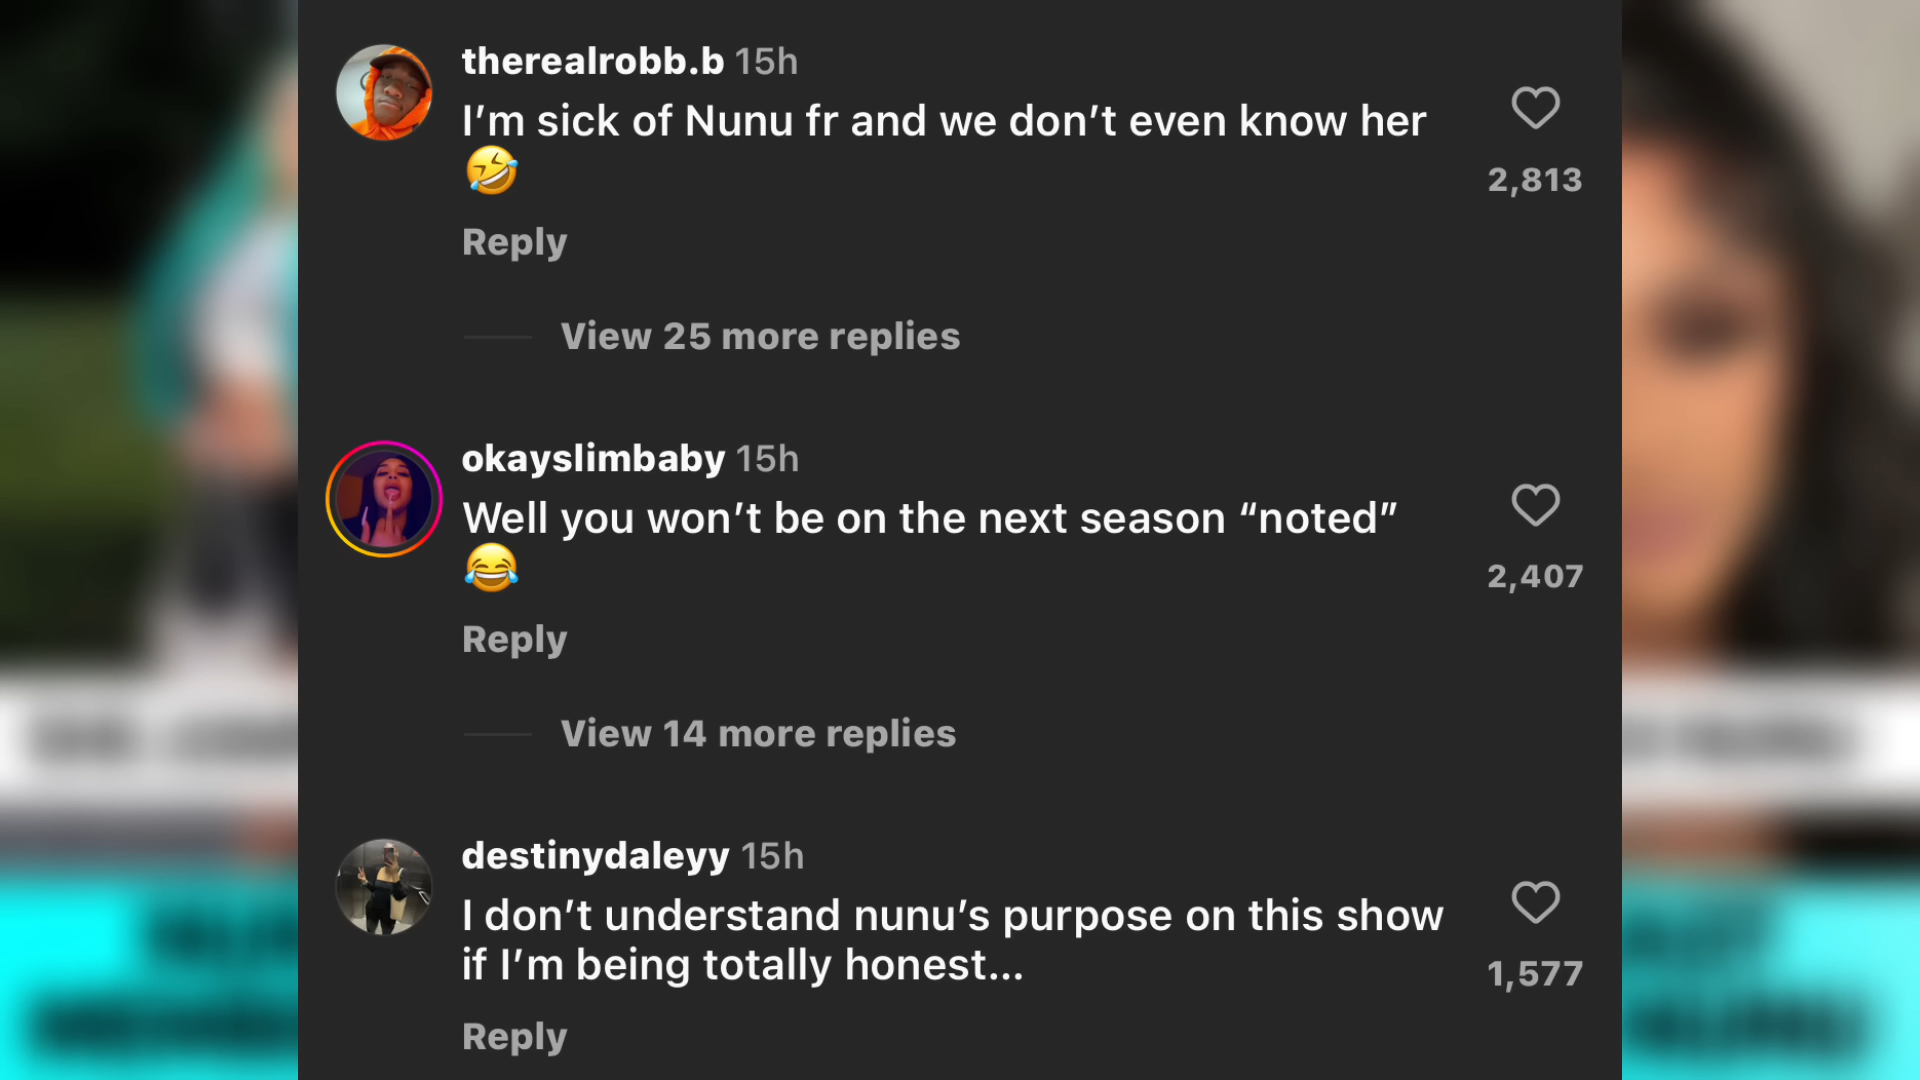 therealrobb.b 15h
I’m sick of Nunu fr and we don’t even know her
🤣
2,813
Reply
View 25 more replies
okayslimbaby 15h
Well you won’t be on the next season “noted”
😂
2,407
Reply
View 14 more replies
destinydaleyy 15h
I don’t understand nunu’s purpose on this show
if I’m being totally honest...
1,577
Reply